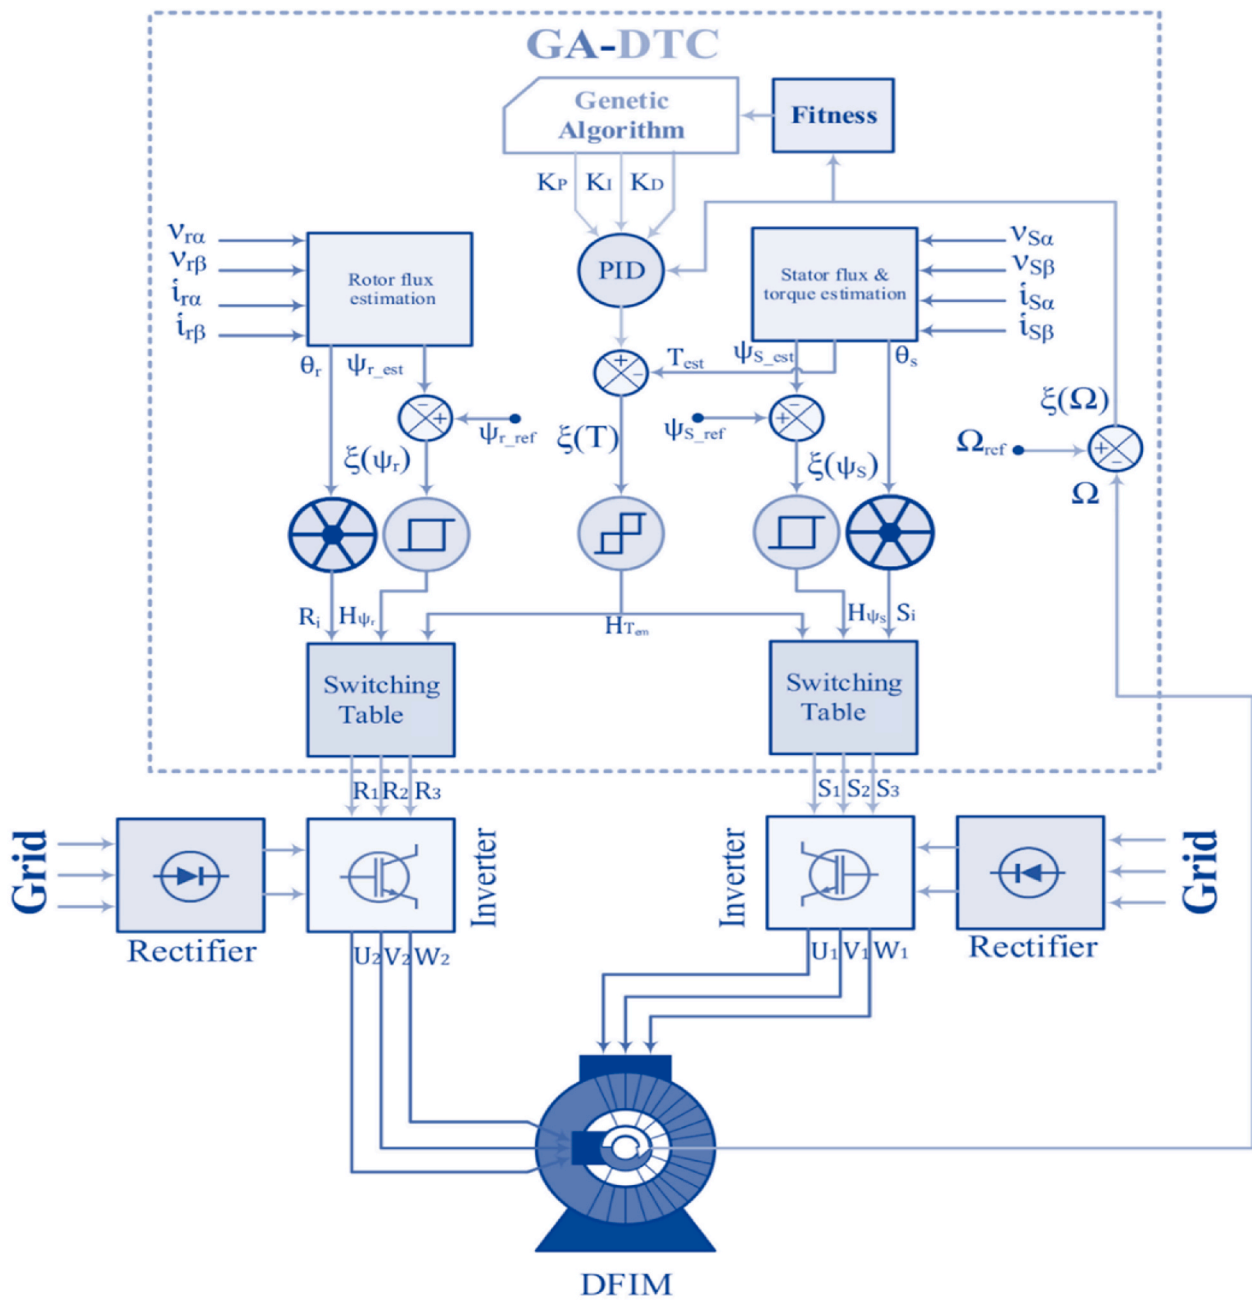 GA-DTC
Genetic
Algorithm
Fitness
KP KI KD
νrα
νrβ
irα
irβ
Rotor flux
estimation
PID
Stator flux &
torque estimation
νSα
νSβ
iSα
iSβ
θr
ψr_est
+
-
Test
ψS_est
θs
-
+
ψr_ref
ξ(ψr)
ξ(T)
ψS_ref
+
-
ξ(ψS)
ξ(Ω)
Ωref
+
-
Ω
Ri
Hψr
HTem
Hψs
Si
Switching
Table
Switching
Table
R1 R2 R3
S1 S2 S3
Grid
Rectifier
Inverter
Inverter
Rectifier
Grid
U2 V2 W2
U1 V1 W1
DFIM